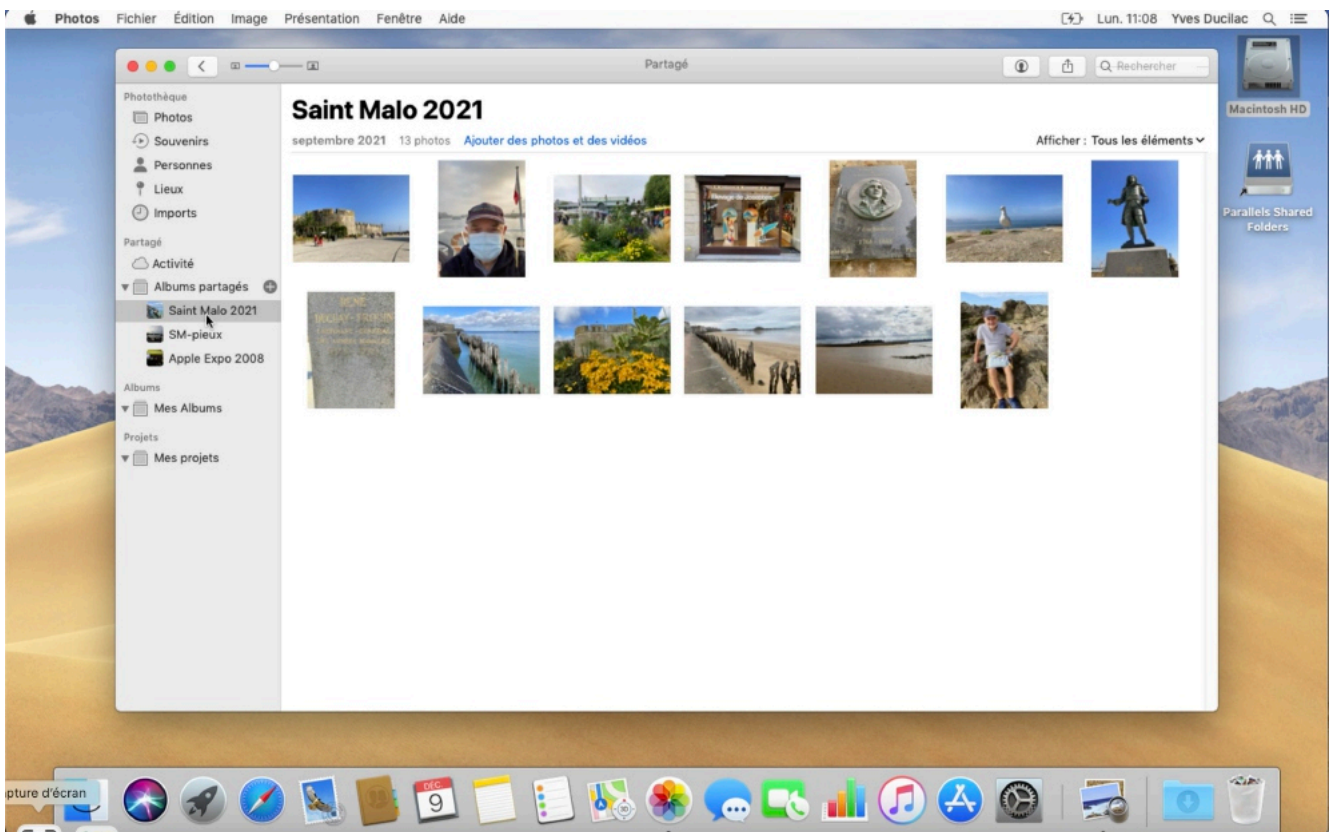 Photos Fichier Édition Image Présentation Fenêtre Aide Lun. 11:08 Yves Ducilac
Partagé Rechercher
Macintosh HD
Parallels Shared
Folders
Photothèque
Photos
Souvenirs
Personnes
Lieux
Imports
Partagé
Activité
Albums partagés
Saint Malo 2021
SM-pieux
Apple Expo 2008
Albums
Mes Albums
Projets
Mes projets
Saint Malo 2021
septembre 2021 13 photos Ajouter des photos et des vidéos Afficher : Tous les éléments
RENÉ
DUGUAY-TROUIN
pture d'écran
DÉC.
9